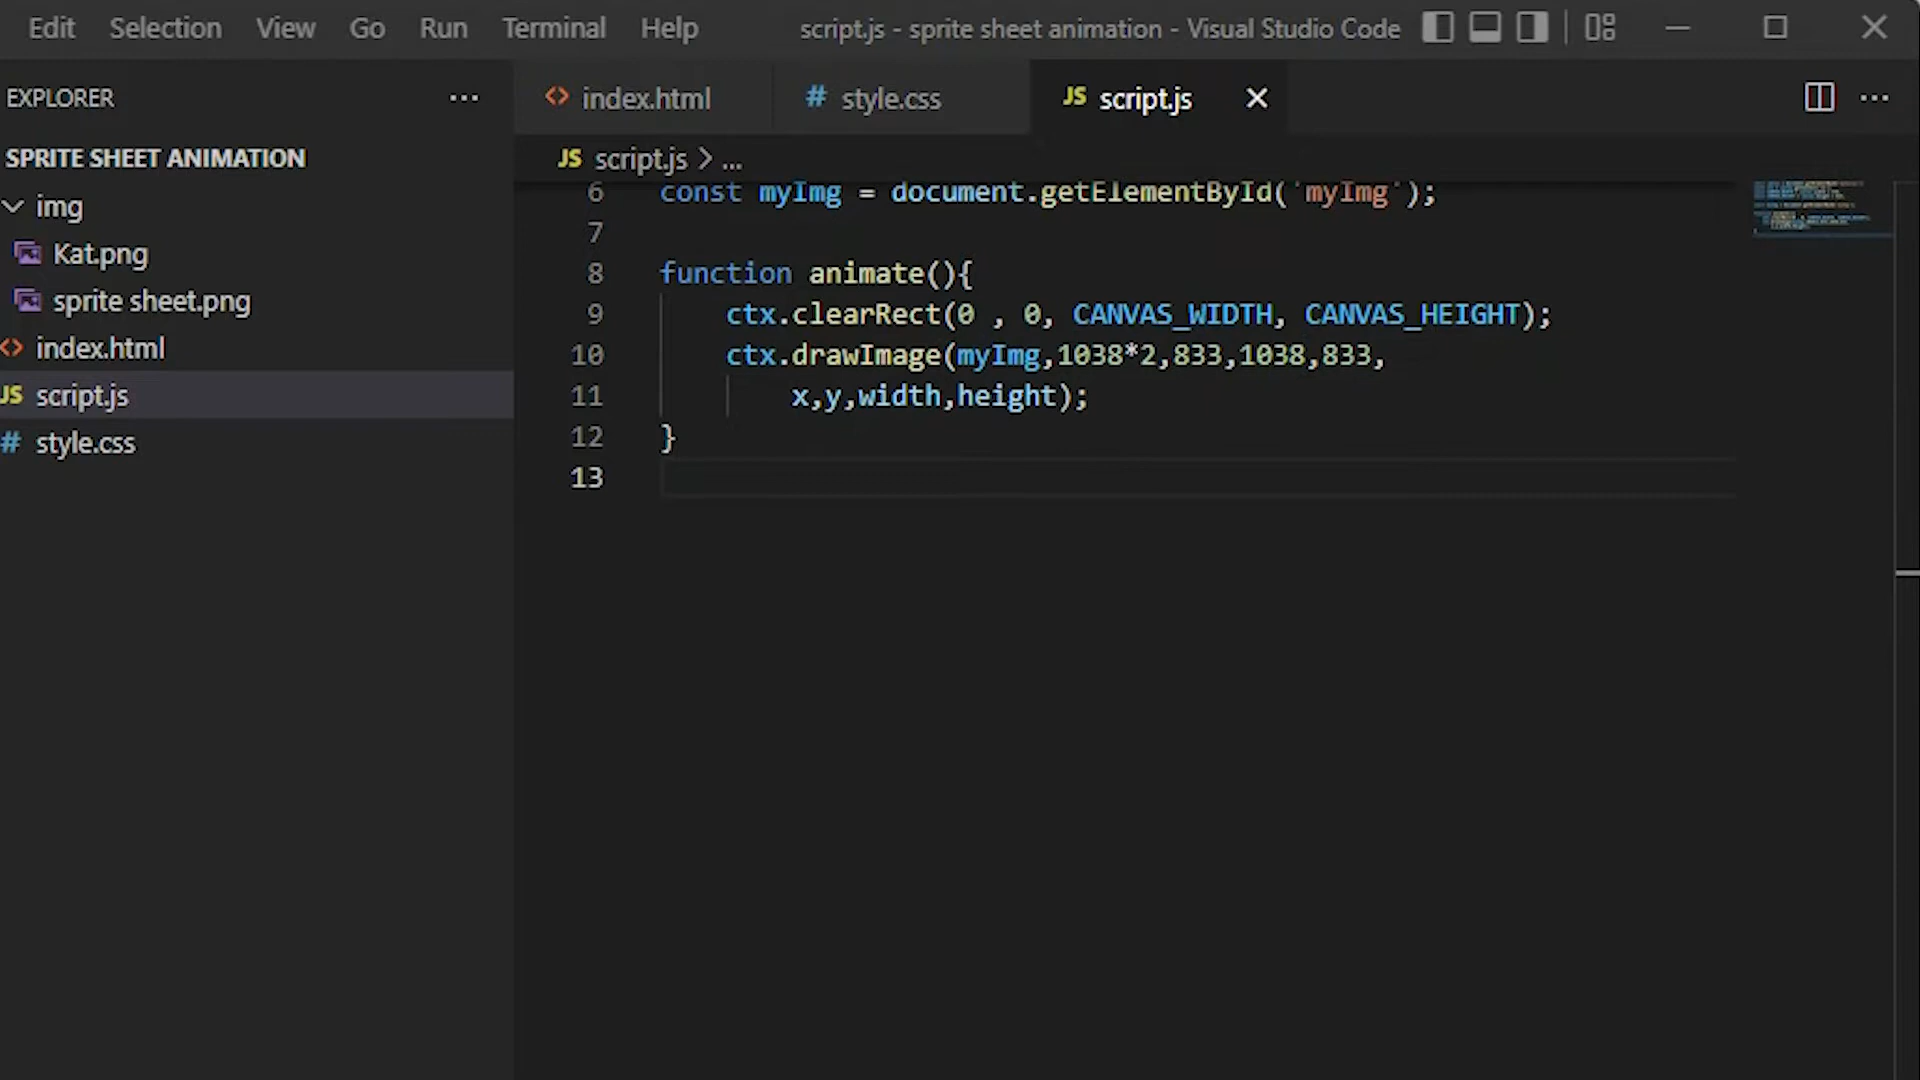 Edit Selection View Go Run Terminal Help script.js - sprite sheet animation - Visual Studio Code
EXPLORER
SPRITE SHEET ANIMATION
img
Kat.png
sprite sheet.png
<> index.html
JS script.js
# style.css
<> index.html # style.css JS script.js
JS script.js > ...
6 const myImg = document.getElementById('myImg');
7
8 function animate(){
9 ctx.clearRect(0 , 0, CANVAS_WIDTH, CANVAS_HEIGHT);
10 ctx.drawImage(myImg,1038*2,833,1038,833,
11 x,y,width,height);
12 }
13